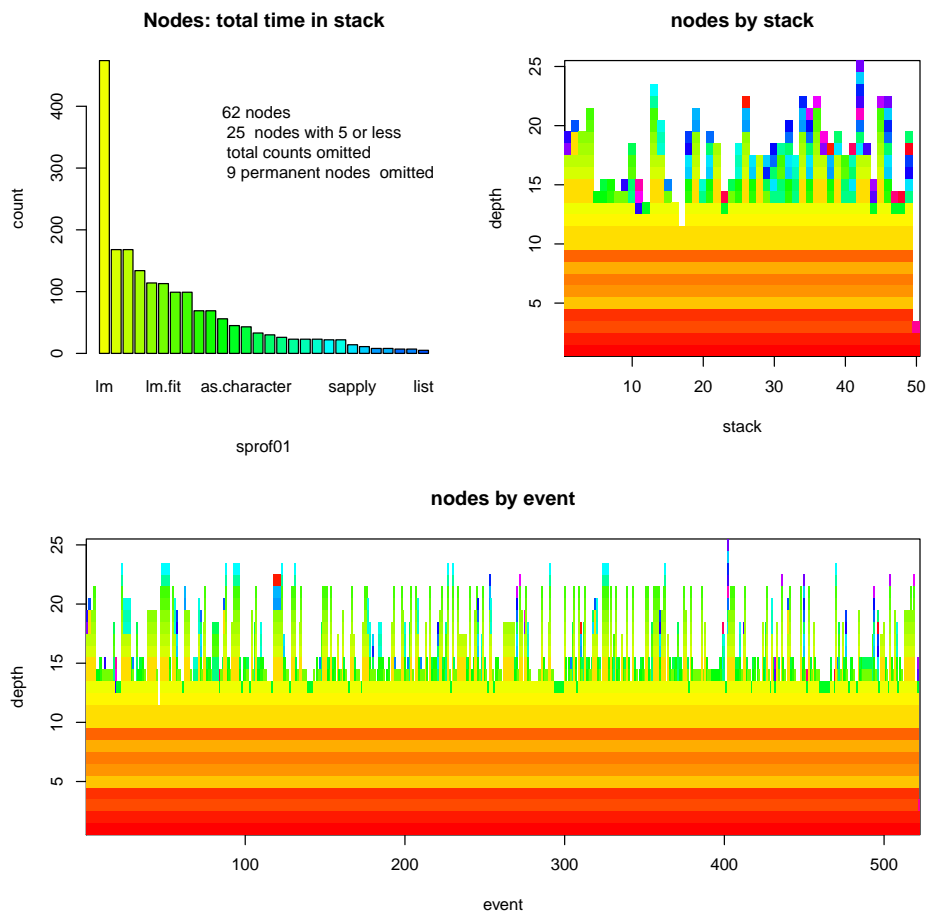 Nodes: total time in stack
count
0
100
200
300
400
62 nodes
25 nodes with 5 or less
total counts omitted
9 permanent nodes omitted
lm
lm.fit
as.character
sapply
list
sprof01
nodes by stack
depth
5
10
15
20
25
10
20
30
40
50
stack
nodes by event
depth
5
10
15
20
25
100
200
300
400
500
event